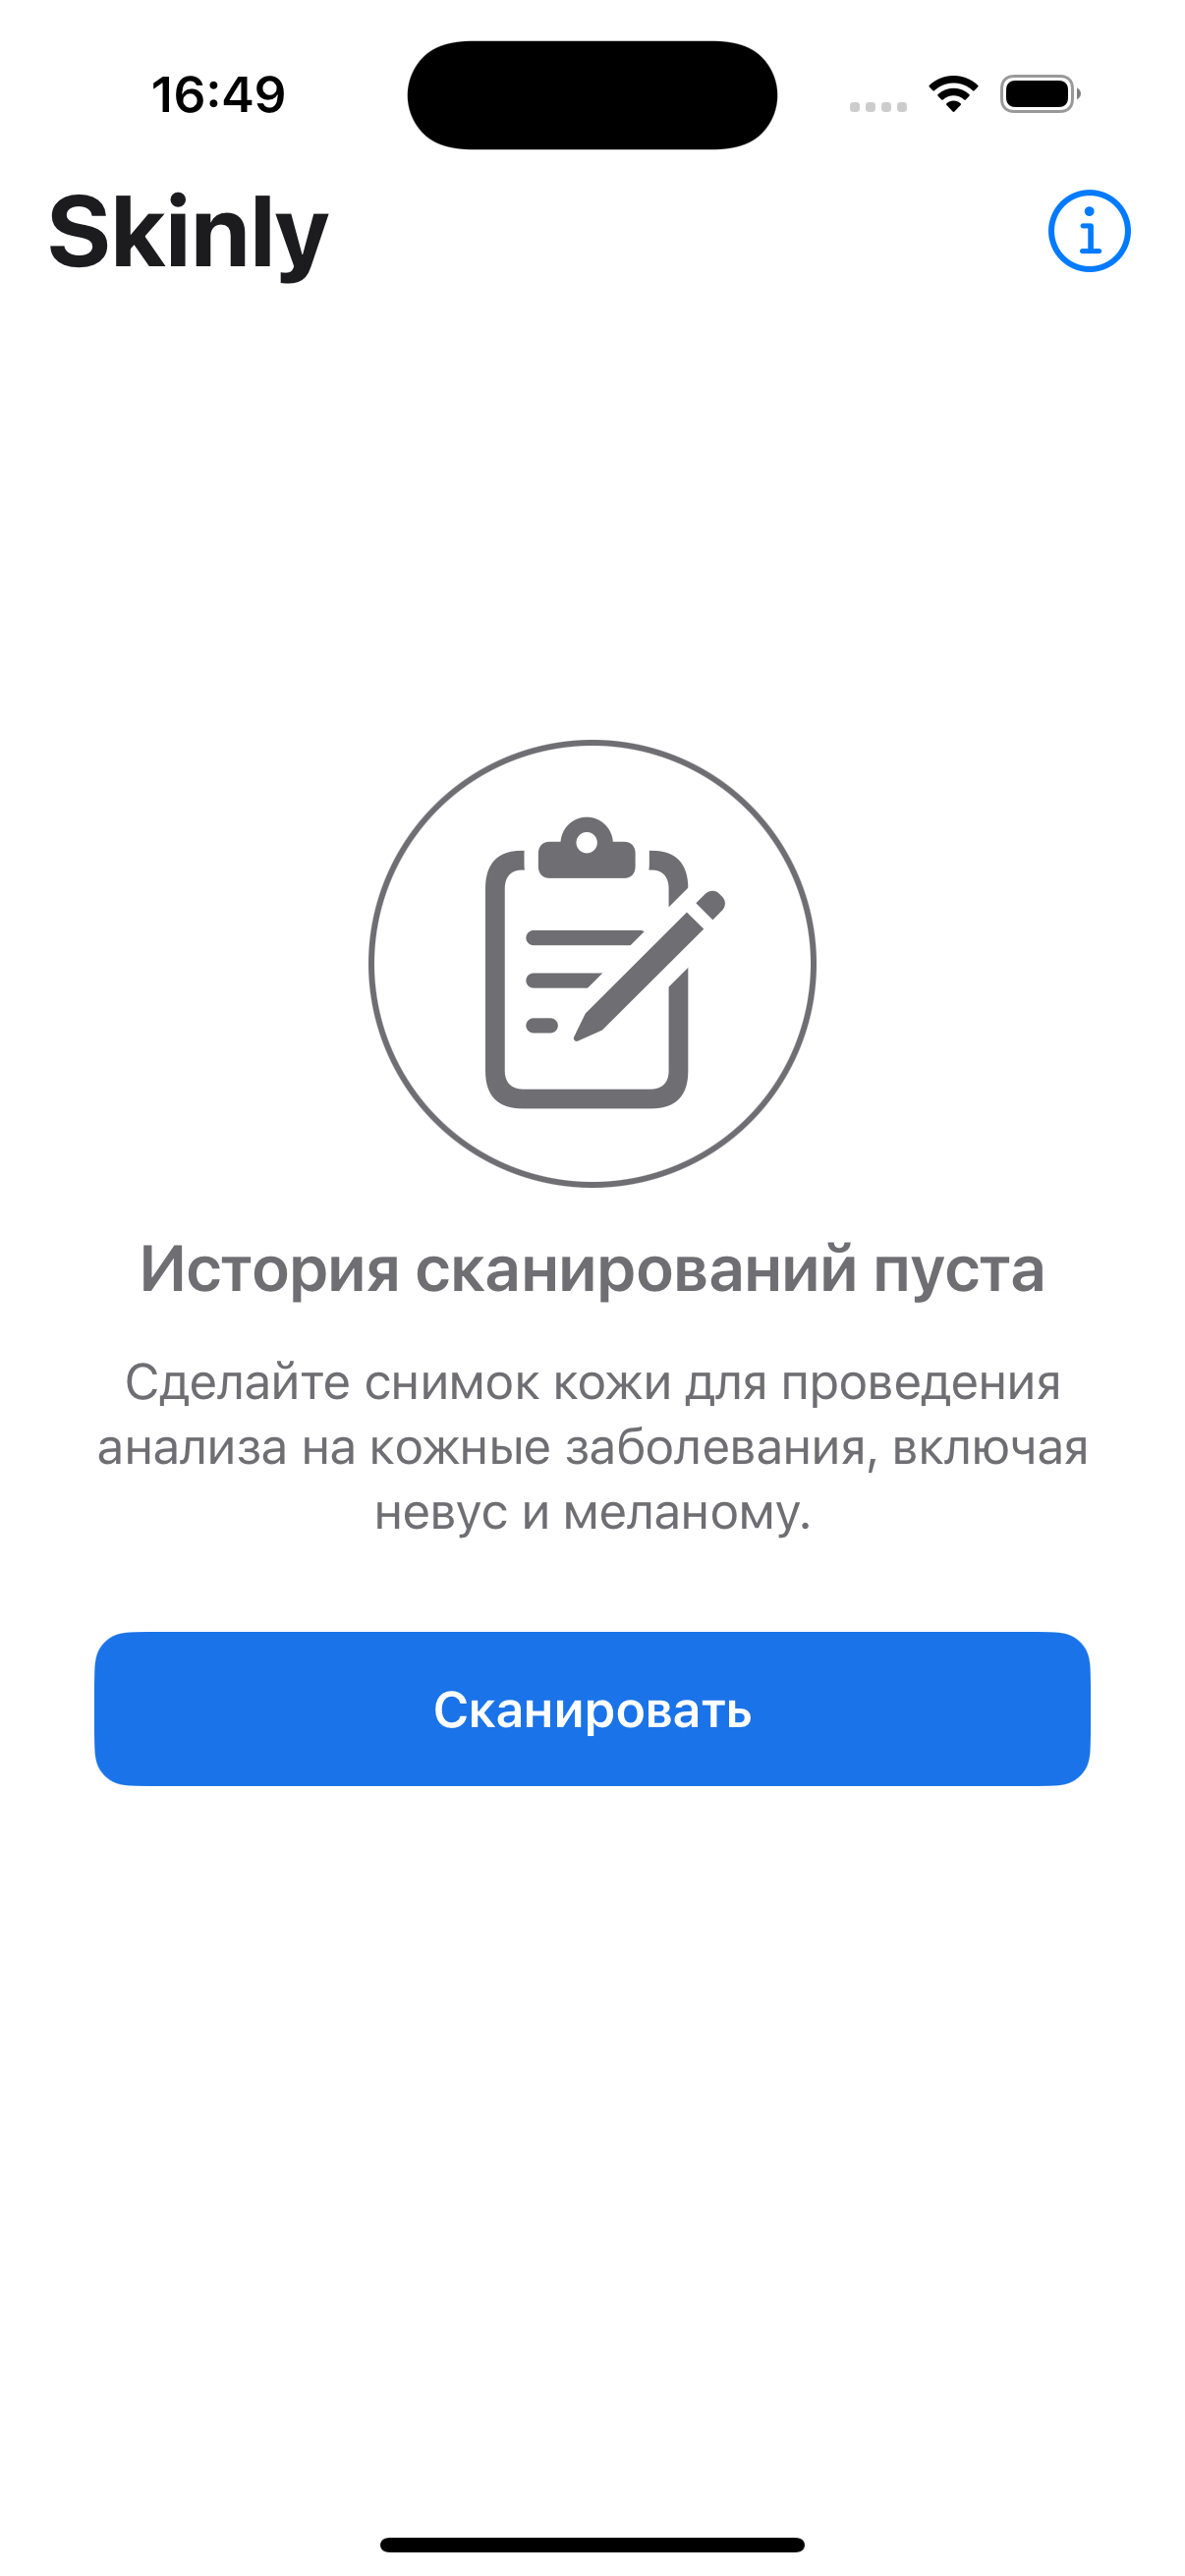 16:49
Skinly
История сканирований пуста
Сделайте снимок кожи для проведения
анализа на кожные заболевания, включая
невус и меланому.
Сканировать